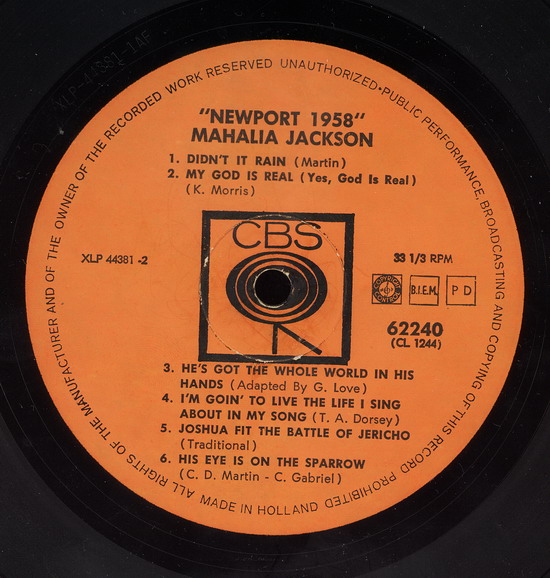 "NEWPORT 1958"
MAHALIA JACKSON
1. DIDN'T IT RAIN (Martin)
2. MY GOD IS REAL (Yes, God Is Real)
(K. Morris)
CBS
XLP 44381 -2
33 1/3 RPM
B.I.E.M.
P D
62240
(CL 1244)
3. HE'S GOT THE WHOLE WORLD IN HIS
HANDS (Adapted By G. Love)
4. I'M GOIN' TO LIVE THE LIFE I SING
ABOUT IN MY SONG (T. A. Dorsey)
5. JOSHUA FIT THE BATTLE OF JERICHO
(Traditional)
6. HIS EYE IS ON THE SPARROW
(C. D. Martin - C. Gabriel)
ALL RIGHTS OF THE MANUFACTURER AND OF THE OWNER OF THE RECORDED WORK RESERVED UNAUTHORIZED•PUBLIC PERFORMANCE, BROADCASTING AND COPYING OF THIS RECORD PROHIBITED
MADE IN HOLLAND
XLP-44381-1AF